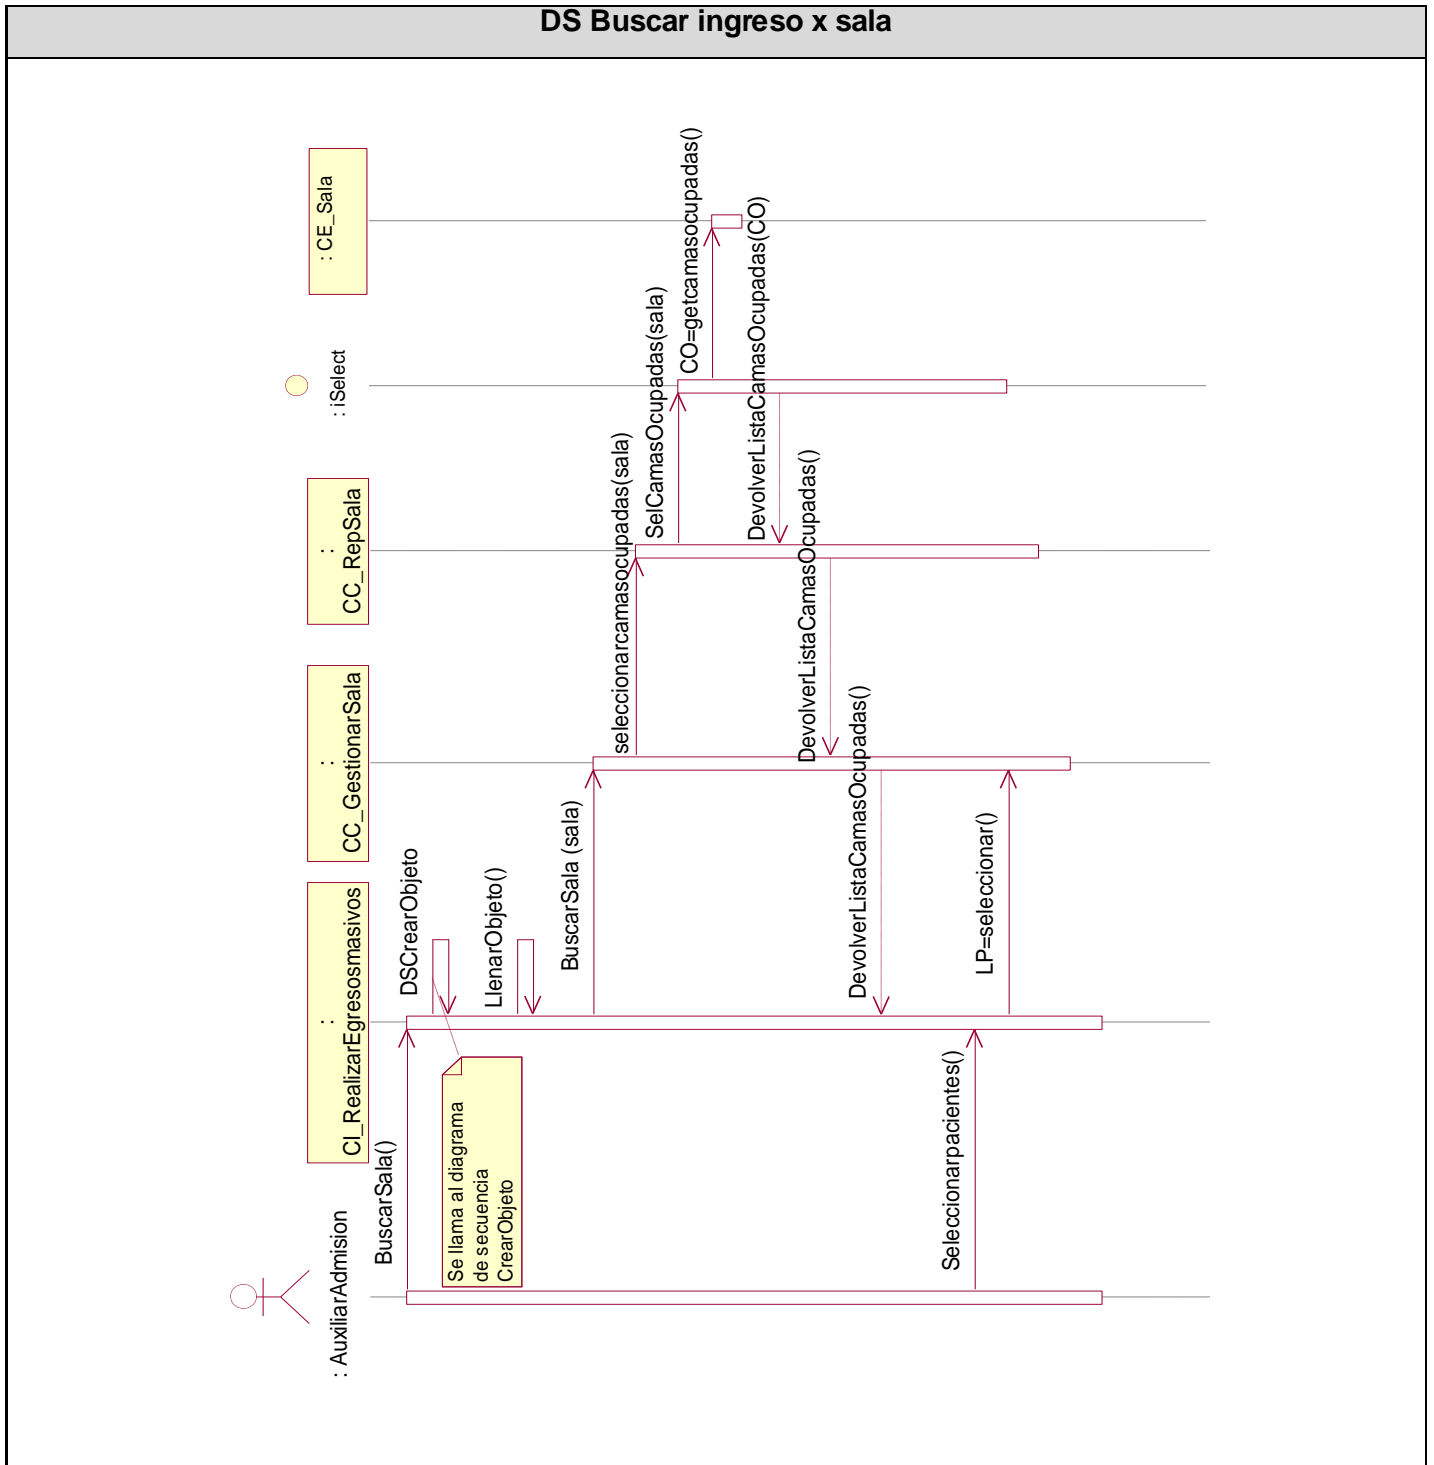 DS Buscar ingreso x sala
: AuxiliarAdmision
:
CI_RealizarEgresosmasivos
:
CC_GestionarSala
:
CC_RepSala
: iSelect
: CE_Sala
BuscarSala()
DSCrearObjeto
Se llama al diagrama
de secuencia
CrearObjeto
LlenarObjeto()
BuscarSala (sala)
seleccionarcamasocupadas(sala)
SelCamasOcupadas(sala)
CO=getcamasocupadas()
DevolverListaCamasOcupadas(CO)
DevolverListaCamasOcupadas()
DevolverListaCamasOcupadas()
Seleccionarpacientes()
LP=seleccionar()